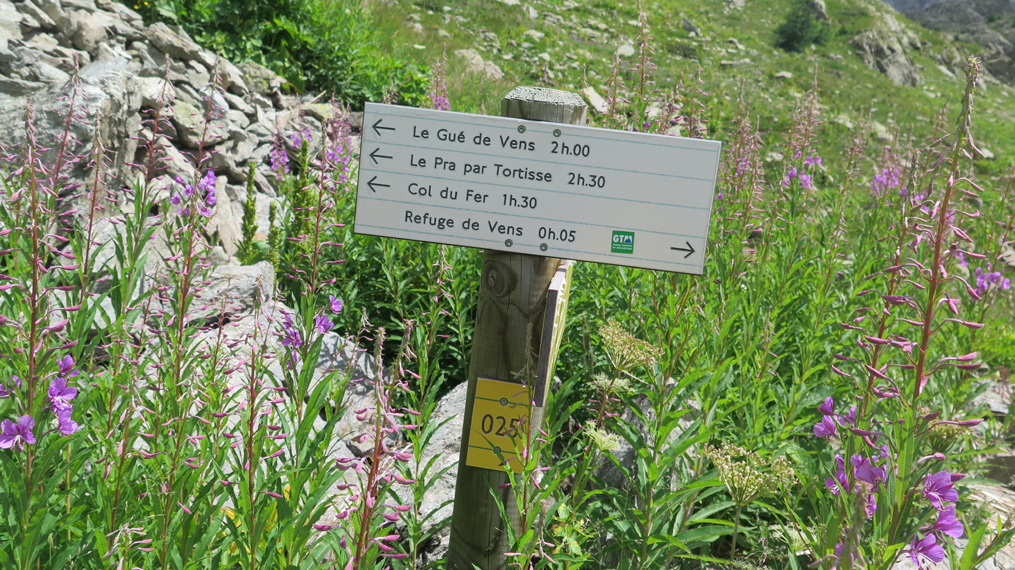 ← Le Gué de Vens 2h.00
← Le Pra par Tortisse 2h.30
← Col du Fer 1h.30
Refuge de Vens 0h.05 GTM →
025